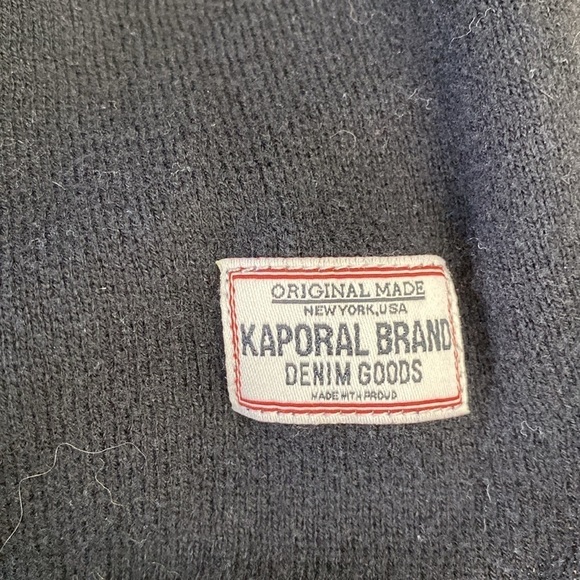 ORIGINAL MADE
NEW YORK, USA
KAPORAL BRAND
DENIM GOODS
MADE WITH PROUD